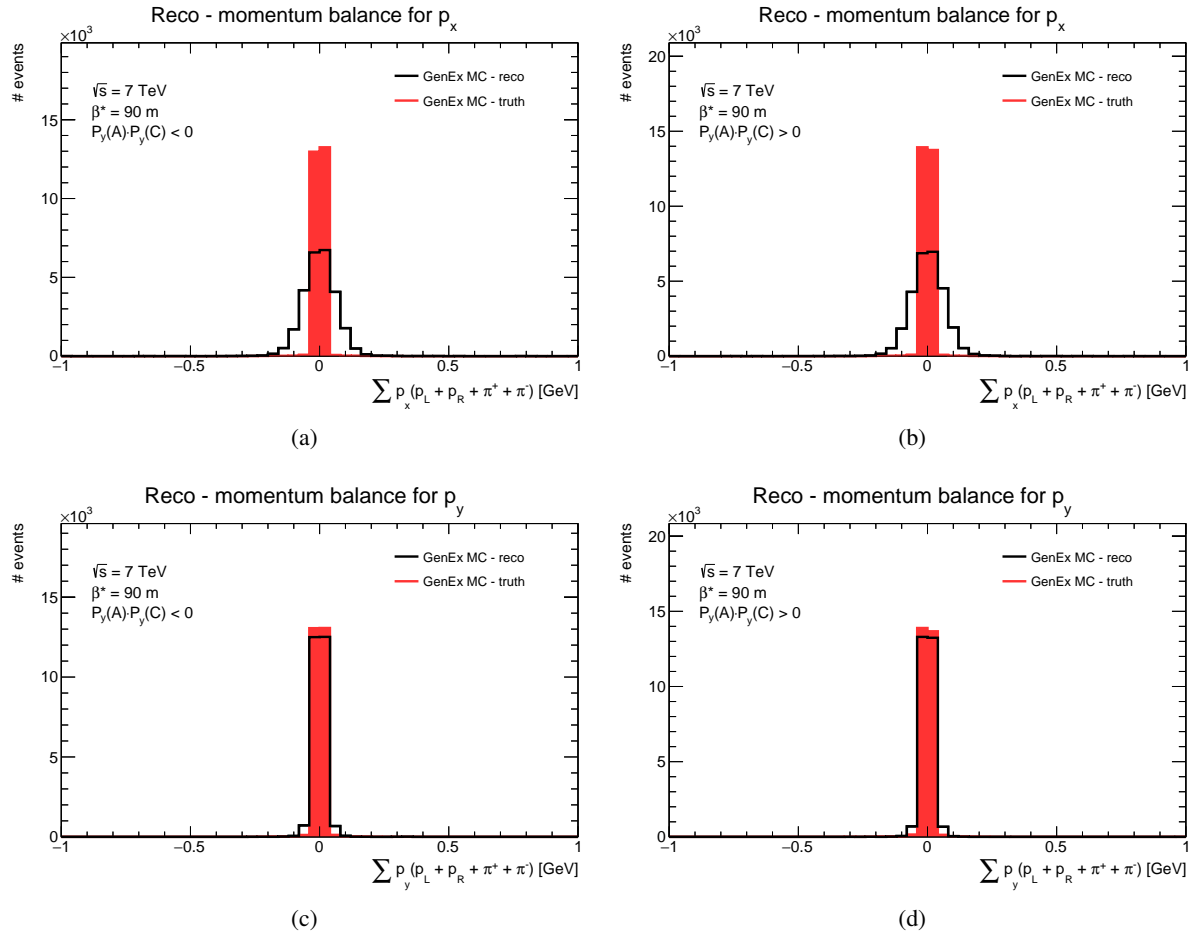 Reco - momentum balance for p_x
×10³
# events
√s = 7 TeV
β* = 90 m
P_y(A)·P_y(C) < 0
GenEx MC - reco
GenEx MC - truth
15
10
5
0
−1 −0.5 0 0.5 1
∑ p_x(p_L + p_R + π⁺ + π⁻) [GeV]
(a)
Reco - momentum balance for p_x
×10³
# events
√s = 7 TeV
β* = 90 m
P_y(A)·P_y(C) > 0
GenEx MC - reco
GenEx MC - truth
20
15
10
5
0
−1 −0.5 0 0.5 1
∑ p_x(p_L + p_R + π⁺ + π⁻) [GeV]
(b)
Reco - momentum balance for p_y
×10³
# events
√s = 7 TeV
β* = 90 m
P_y(A)·P_y(C) < 0
GenEx MC - reco
GenEx MC - truth
15
10
5
0
−1 −0.5 0 0.5 1
∑ p_y(p_L + p_R + π⁺ + π⁻) [GeV]
(c)
Reco - momentum balance for p_y
×10³
# events
√s = 7 TeV
β* = 90 m
P_y(A)·P_y(C) > 0
GenEx MC - reco
GenEx MC - truth
20
15
10
5
0
−1 −0.5 0 0.5 1
∑ p_y(p_L + p_R + π⁺ + π⁻) [GeV]
(d)